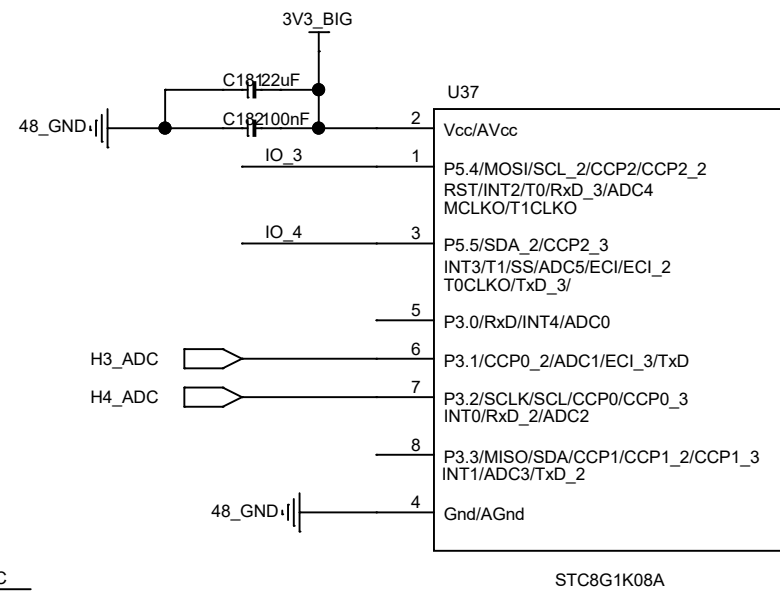 3V3_BIG
C181 22uF
U37
48_GND
C182 100nF
2
Vcc/AVcc
IO_3
1
P5.4/MOSI/SCL_2/CCP2/CCP2_2
RST/INT2/T0/RxD_3/ADC4
MCLKO/T1CLKO
IO_4
3
P5.5/SDA_2/CCP2_3
INT3/T1/SS/ADC5/ECI/ECI_2
T0CLKO/TxD_3/
5
P3.0/RxD/INT4/ADC0
H3_ADC
6
P3.1/CCP0_2/ADC1/ECI_3/TxD
H4_ADC
7
P3.2/SCLK/SCL/CCP0/CCP0_3
INT0/RxD_2/ADC2
8
P3.3/MISO/SDA/CCP1/CCP1_2/CCP1_3
INT1/ADC3/TxD_2
48_GND
4
Gnd/AGnd
C
STC8G1K08A